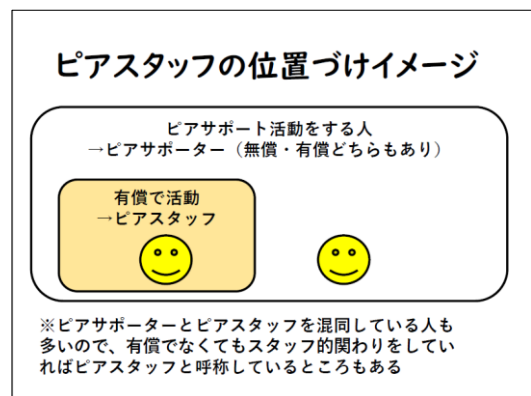 ピアスタッフの位置づけイメージ
ピアサポート活動をする人
→ピアサポーター（無償・有償どちらもあり）
有償で活動
→ピアスタッフ
※ピアサポーターとピアスタッフを混同している人も
多いので、有償でなくてもスタッフ的関わりをしてい
ればピアスタッフと呼称しているところもある